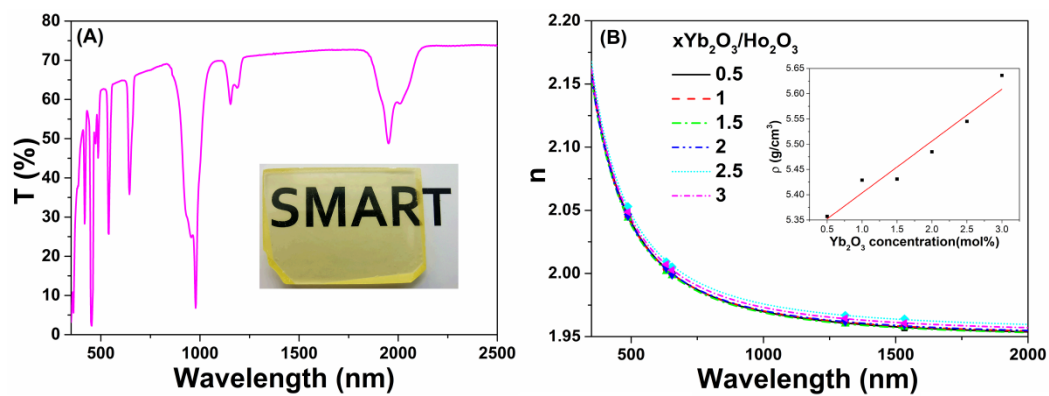 (A)
T (%)
80
70
60
50
40
30
20
10
0
SMART
500 1000 1500 2000 2500
Wavelength (nm)
(B)
n
2.20
2.15
2.10
2.05
2.00
1.95
xYb₂O₃/Ho₂O₃
0.5
1
1.5
2
2.5
3
ρ (g/cm³)
5.65
5.60
5.55
5.50
5.45
5.40
5.35
0.5 1.0 1.5 2.0 2.5 3.0
Yb₂O₃ concentration(mol%)
500 1000 1500 2000
Wavelength (nm)